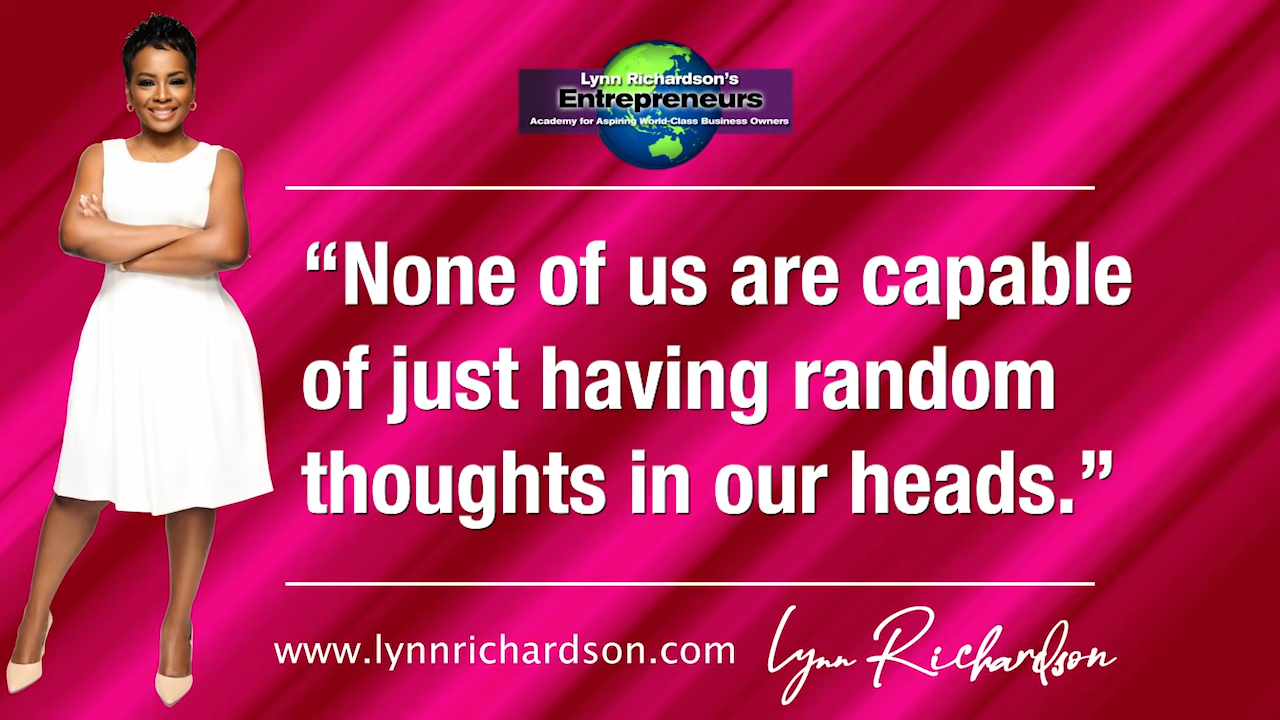 Lynn Richardson's
Entrepreneurs
Academy for Aspiring World-Class Business Owners
“None of us are capable
of just having random
thoughts in our heads.”
www.lynnrichardson.com
Lynn Richardson